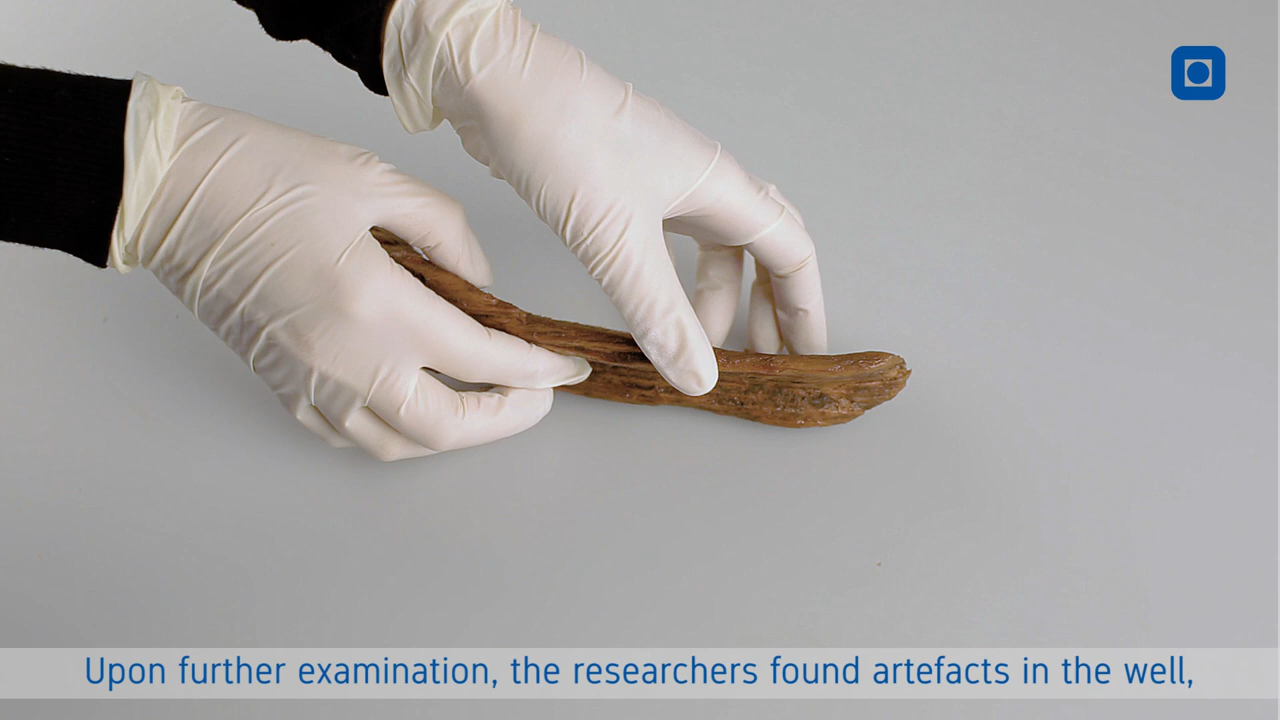 Upon further examination, the researchers found artefacts in the well,